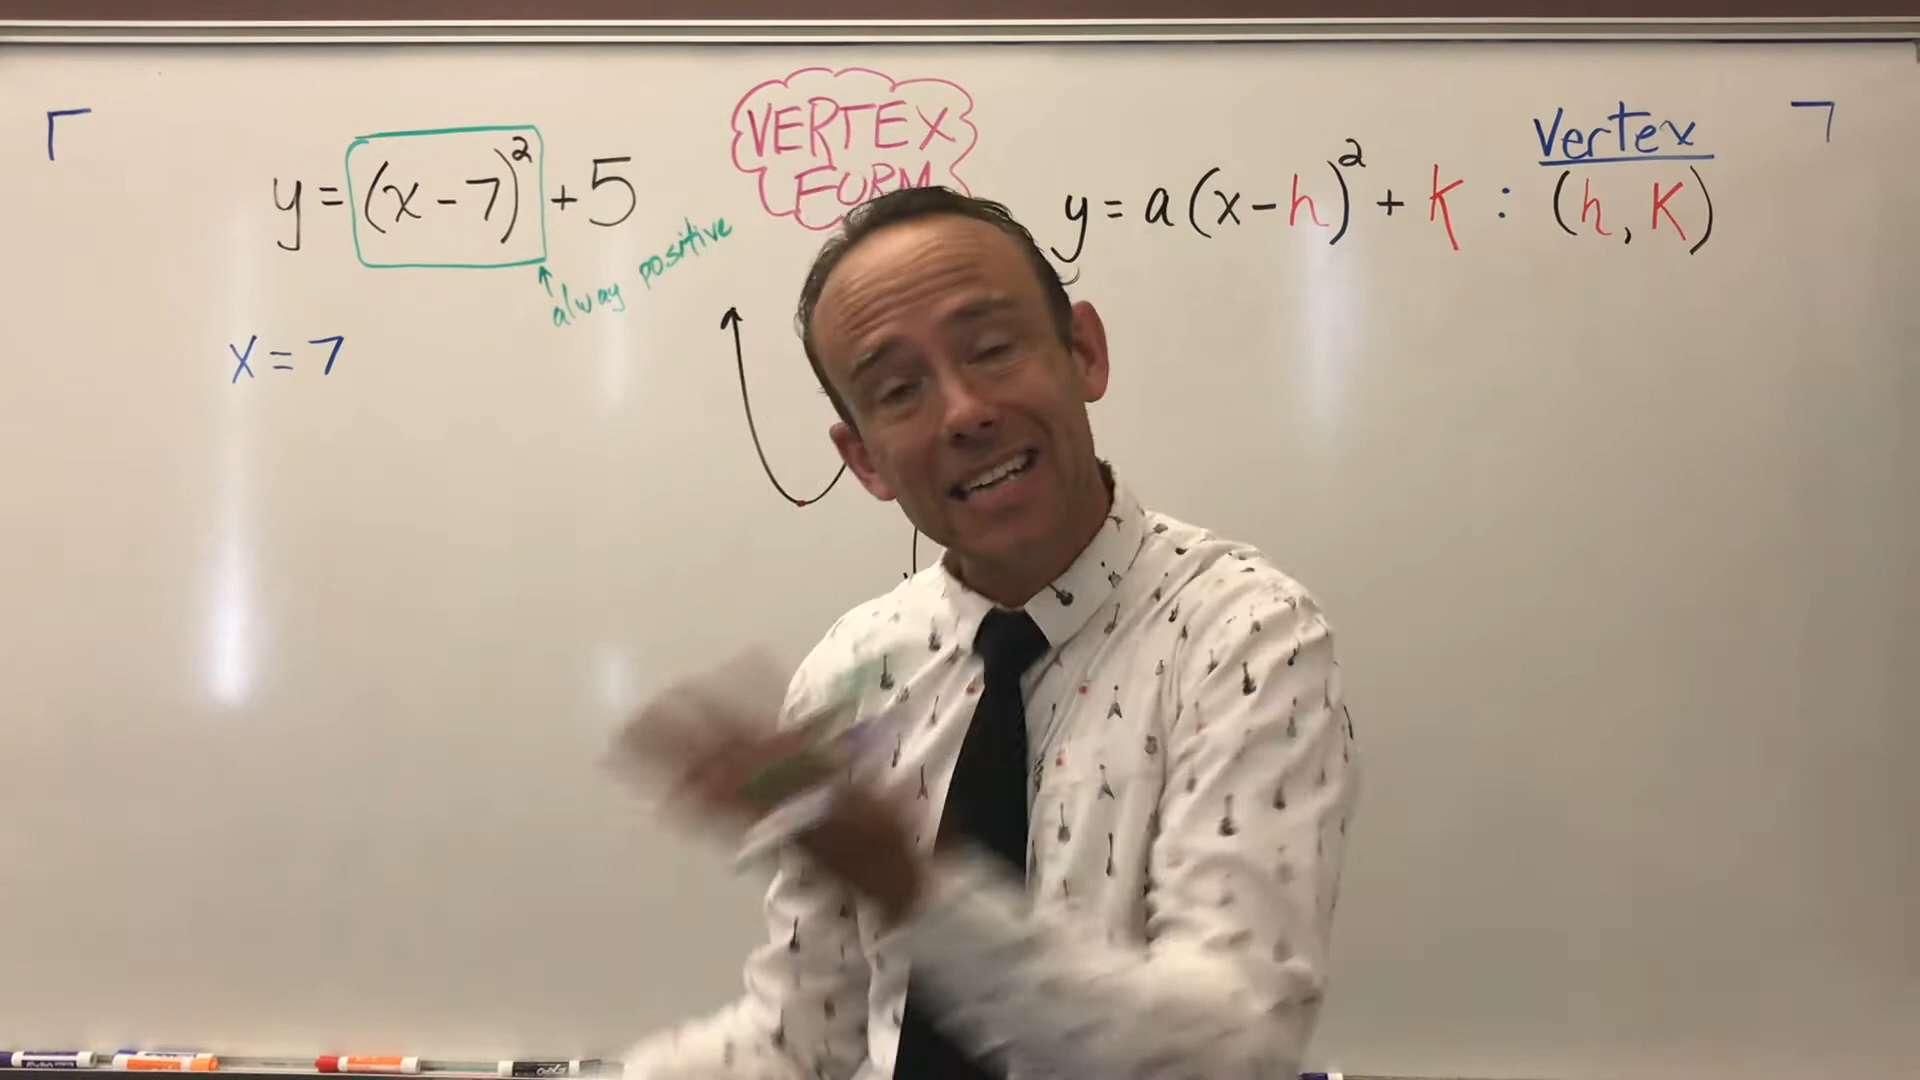 y = (x - 7)² + 5
alway positive
x = 7
VERTEX
FORM
y = a(x - h)² + k : (h, K)
Vertex